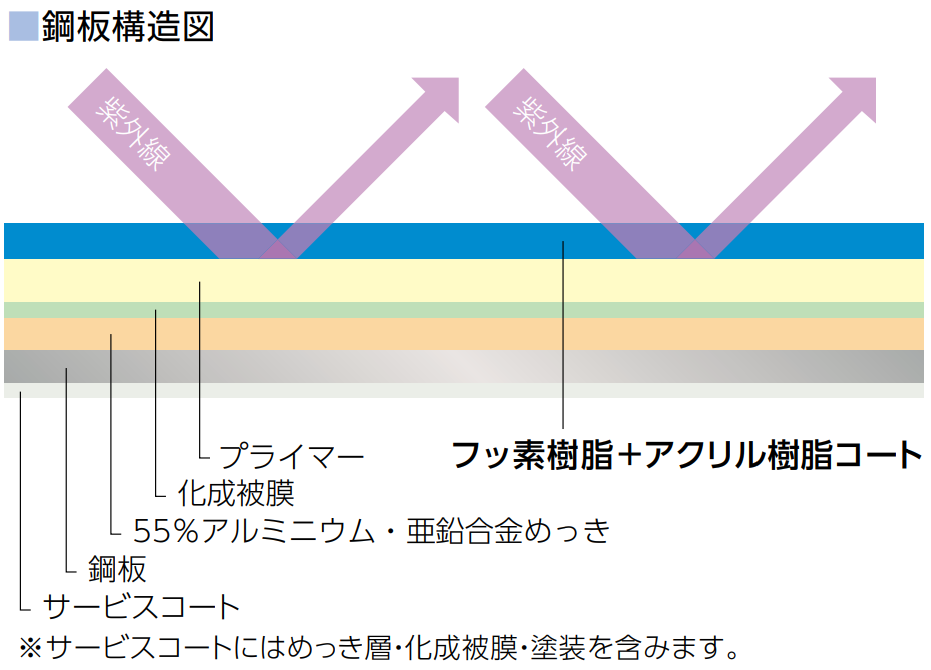 鋼板構造図
紫外線
紫外線
プライマー
フッ素樹脂＋アクリル樹脂コート
化成被膜
55％アルミニウム・亜鉛合金めっき
鋼板
サービスコート
※サービスコートにはめっき層・化成被膜・塗装を含みます。